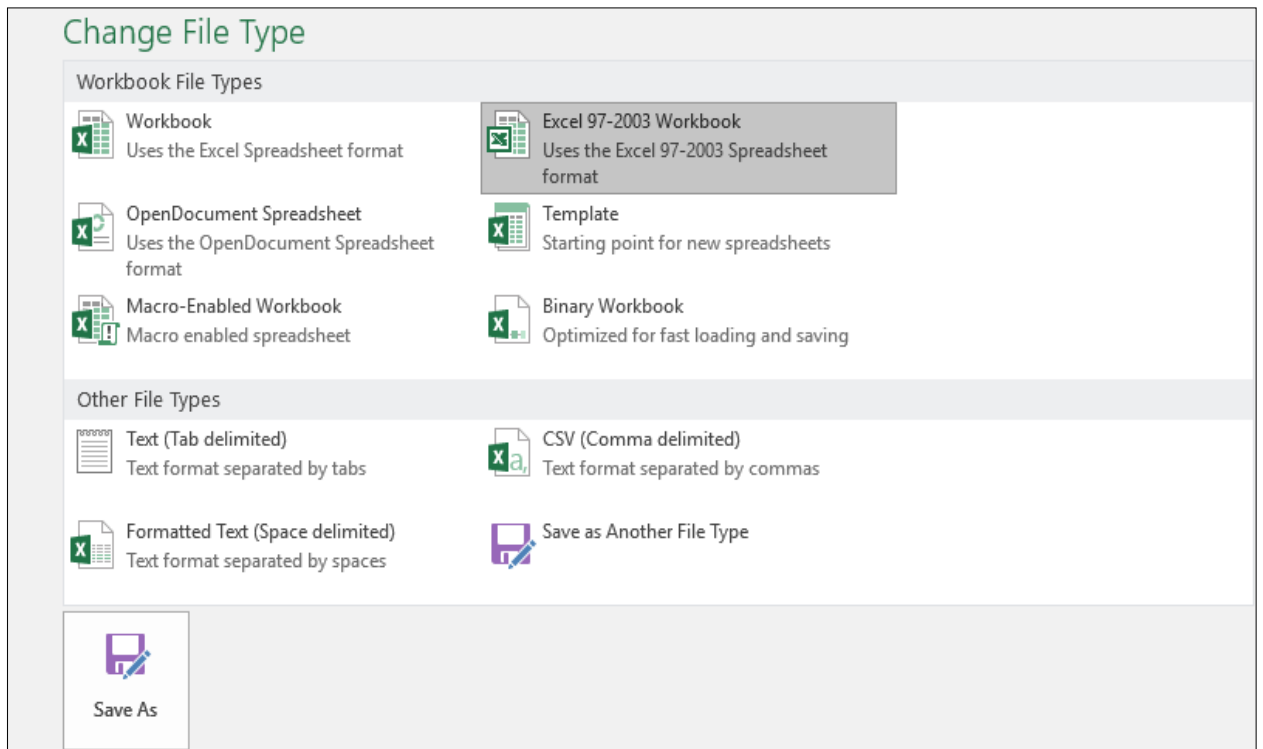 Change File Type
Workbook File Types
Workbook
Uses the Excel Spreadsheet format
Excel 97-2003 Workbook
Uses the Excel 97-2003 Spreadsheet
format
OpenDocument Spreadsheet
Uses the OpenDocument Spreadsheet
format
Template
Starting point for new spreadsheets
Macro-Enabled Workbook
Macro enabled spreadsheet
Binary Workbook
Optimized for fast loading and saving
Other File Types
Text (Tab delimited)
Text format separated by tabs
CSV (Comma delimited)
Text format separated by commas
Formatted Text (Space delimited)
Text format separated by spaces
Save as Another File Type
Save As